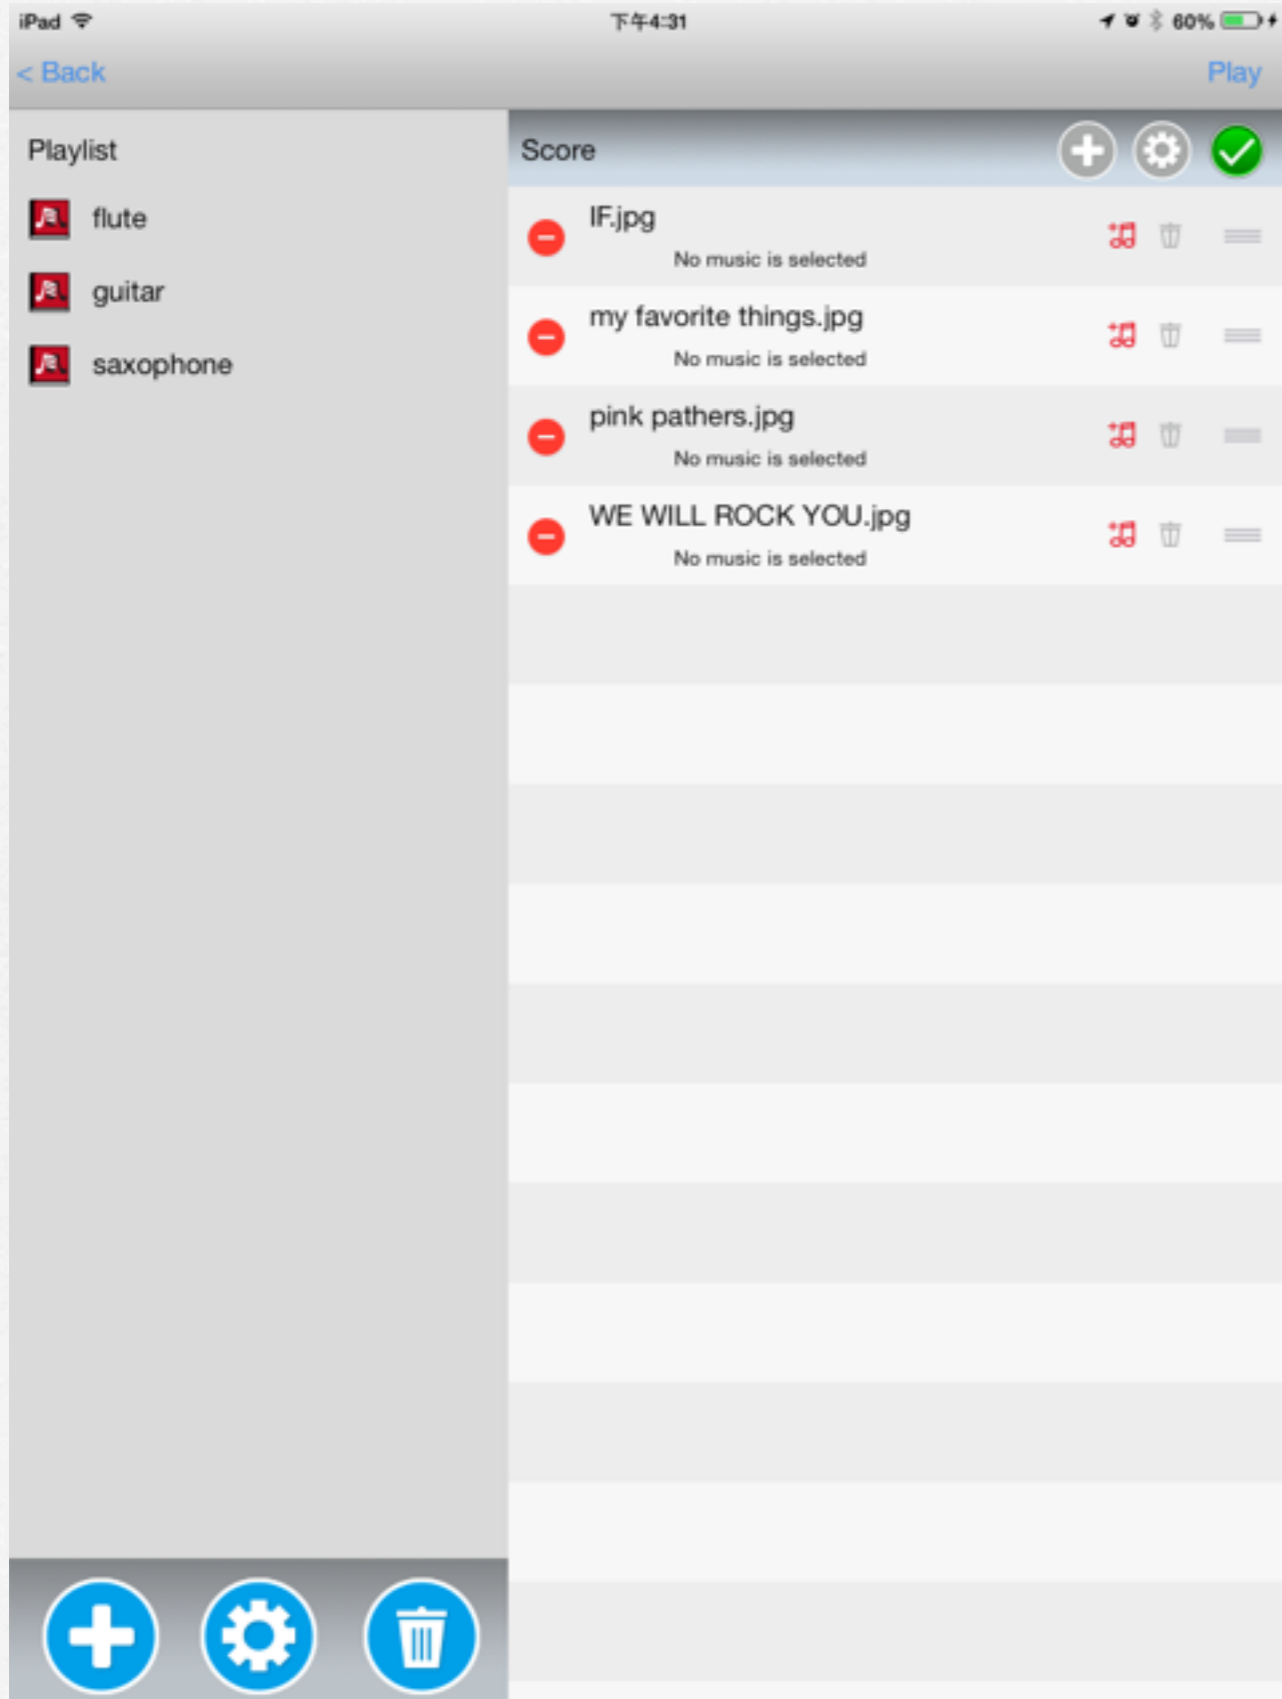 iPad 下午4:31 60%
< Back Play
Playlist
flute
guitar
saxophone
Score
IF.jpg
No music is selected
my favorite things.jpg
No music is selected
pink pathers.jpg
No music is selected
WE WILL ROCK YOU.jpg
No music is selected